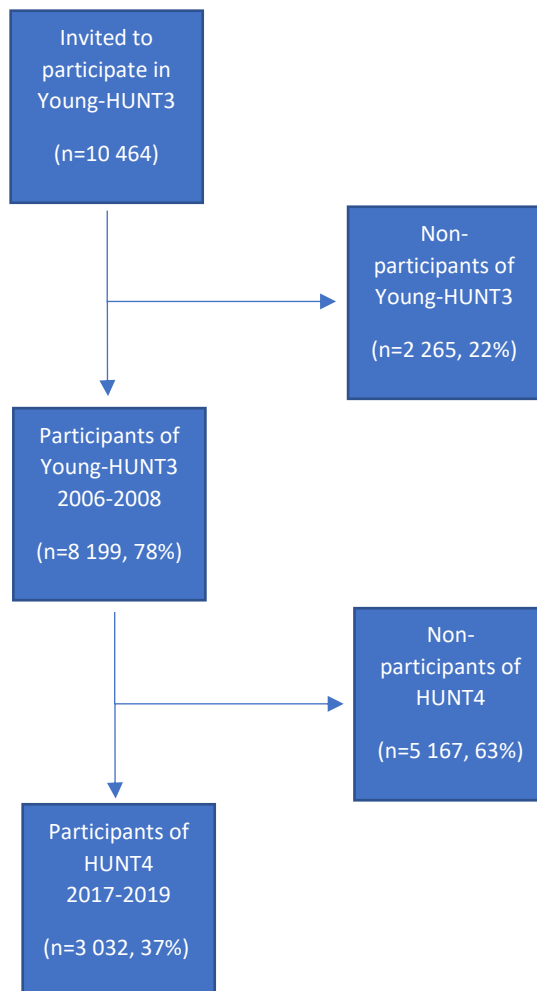 Invited to
participate in
Young-HUNT3
(n=10 464)
Non-
participants of
Young-HUNT3
(n=2 265, 22%)
Participants of
Young-HUNT3
2006-2008
(n=8 199, 78%)
Non-
participants of
HUNT4
(n=5 167, 63%)
Participants of
HUNT4
2017-2019
(n=3 032, 37%)